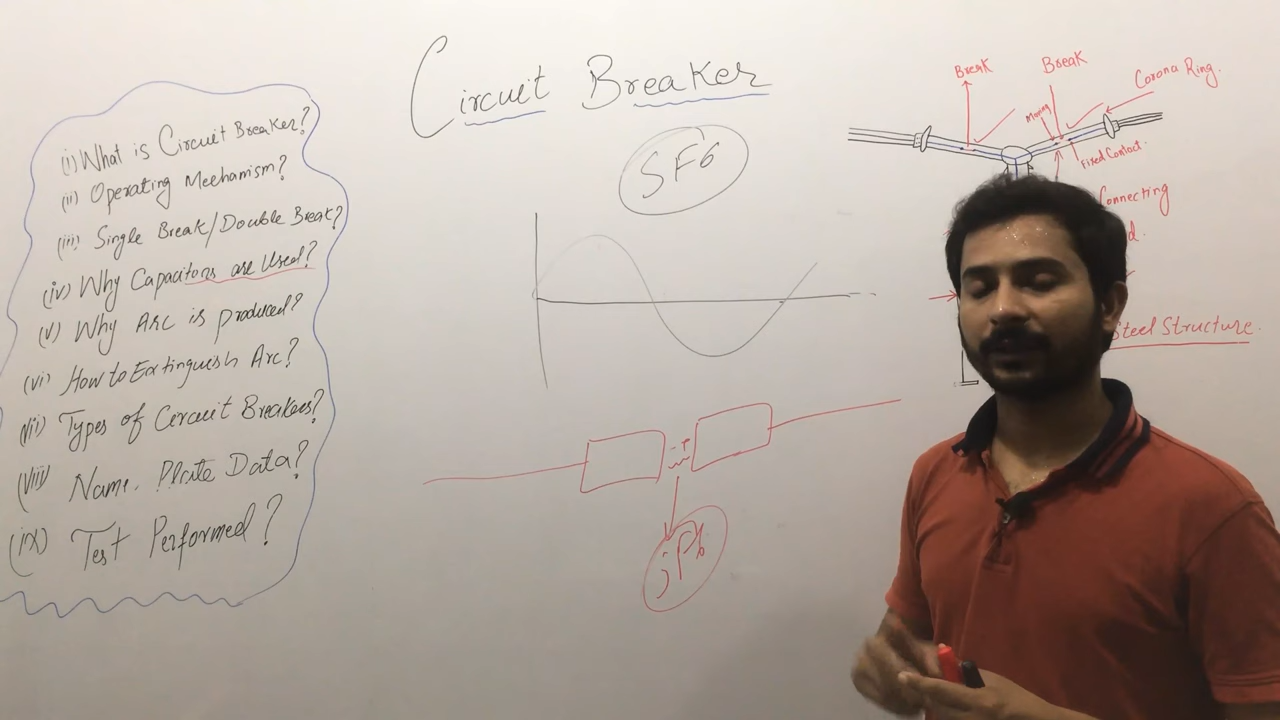 Circuit Breaker
SF6
(i) What is Circuit Breaker?
(ii) Operating Mechanism?
(iii) Single Break/Double Break?
(iv) Why Capacitors are Used?
(v) Why Arc is produced?
(vi) How to Extinguish Arc?
(vii) Types of Circuit Breakers?
(viii) Name Plate Data?
(ix) Test Performed?
Break
Break
Corona Ring.
Moving
Fixed Contact.
Connecting
Steel Structure.